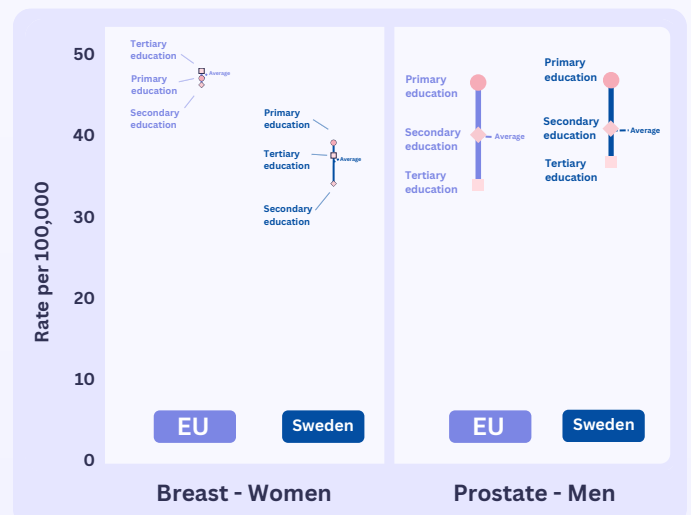 50
40
30
20
10
0
Rate per 100,000
Tertiary
education
Average
Primary
education
Secondary
education
Primary
education
Tertiary
education
Average
Secondary
education
EU
Sweden
Breast - Women
Primary
education
Secondary
education
Average
Tertiary
education
Primary
education
Secondary
education
Average
Tertiary
education
EU
Sweden
Prostate - Men